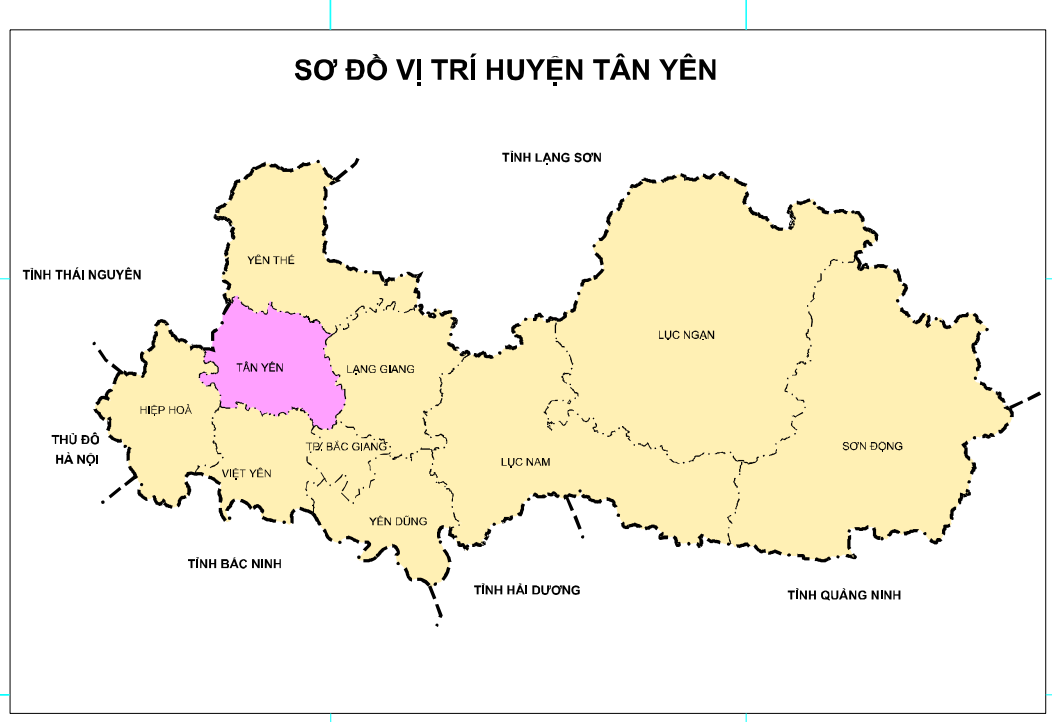 SƠ ĐỒ VỊ TRÍ HUYỆN TÂN YÊN
TỈNH LẠNG SƠN
YÊN THẾ
TỈNH THÁI NGUYÊN
LỤC NGẠN
TÂN YÊN
LẠNG GIANG
HIỆP HOÀ
THỦ ĐÔ
HÀ NỘI
TP. BẮC GIANG
SƠN ĐỘNG
LỤC NAM
VIỆT YÊN
YÊN DŨNG
TỈNH BẮC NINH
TỈNH HẢI DƯƠNG
TỈNH QUẢNG NINH